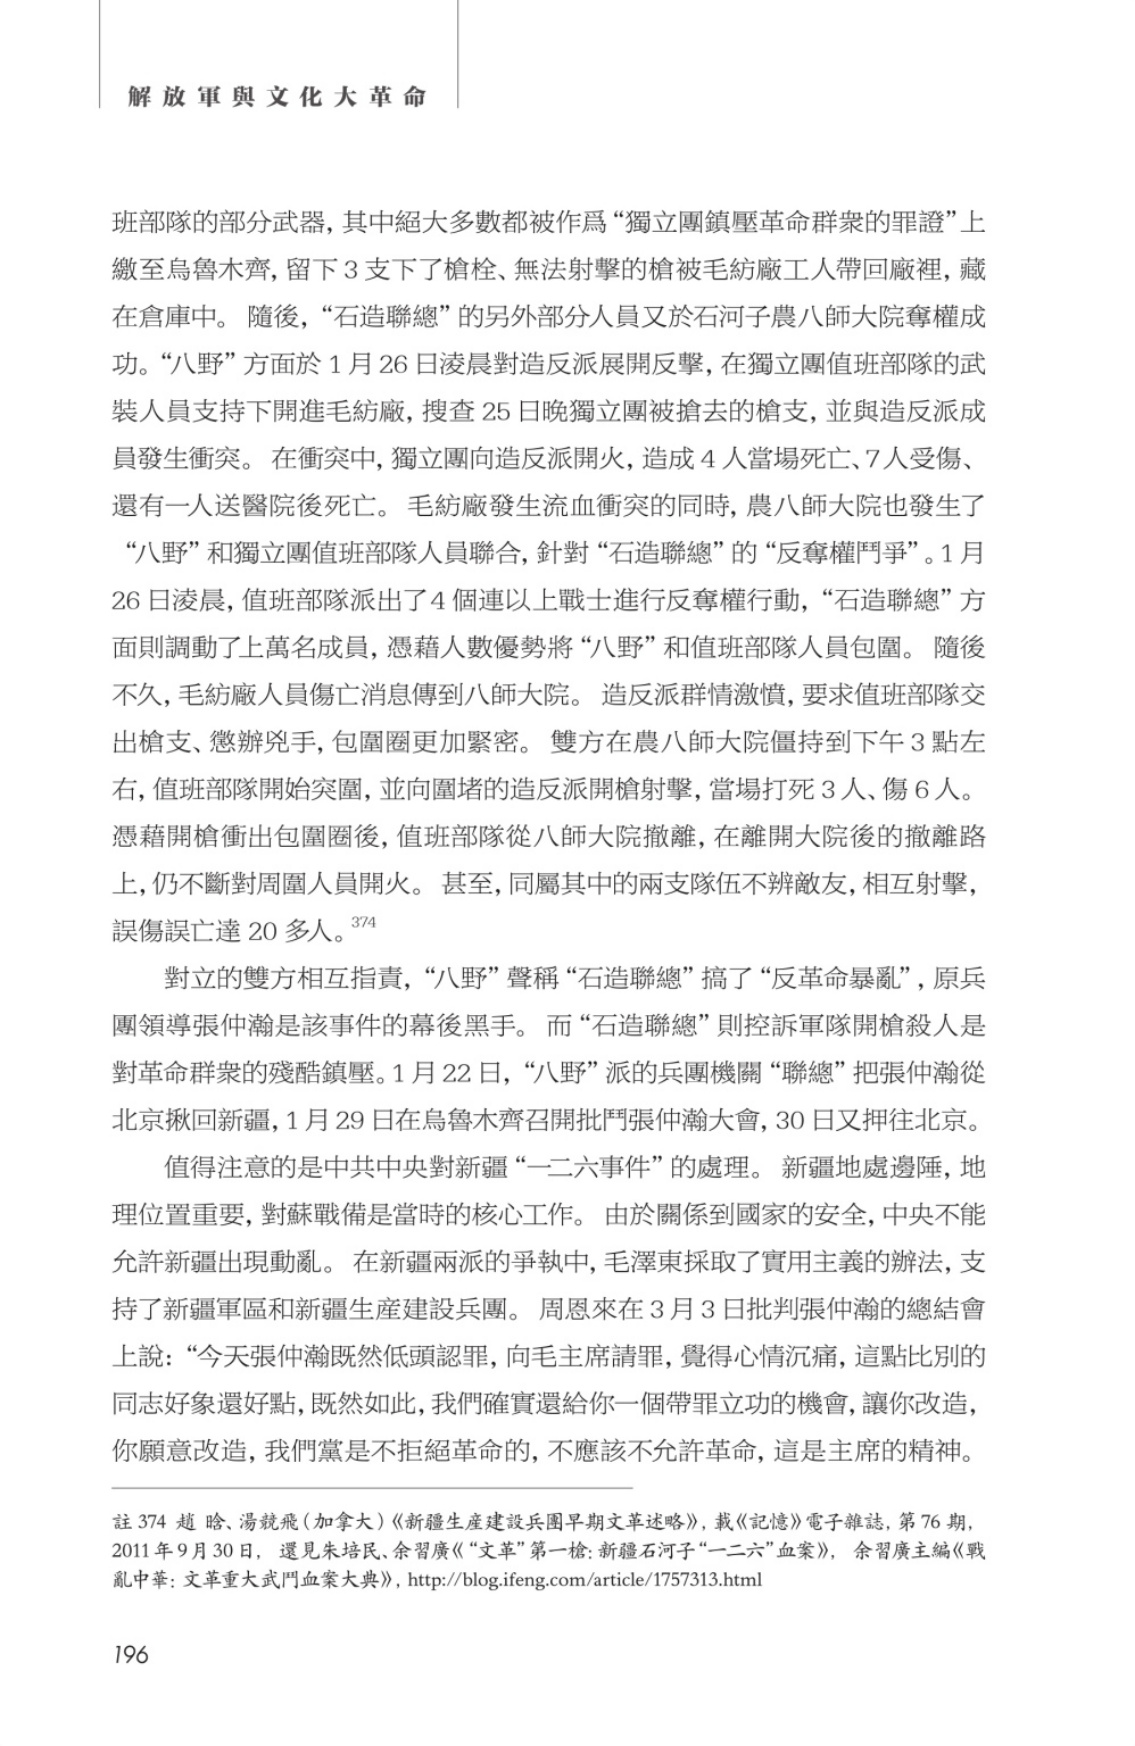 解放軍與文化大革命
班部隊的部分武器，其中絕大多數都被作爲“獨立團鎮壓革命群衆的罪證”上
繳至烏魯木齊，留下3支下了槍栓、無法射擊的槍被毛紡廠工人帶回廠裡，藏
在倉庫中。隨後，“石造聯總”的另外部分人員又於石河子農八師大院奪權成
功。“八野”方面於1月26日淩晨對造反派展開反擊，在獨立團值班部隊的武
裝人員支持下開進毛紡廠，搜查25日晚獨立團被搶去的槍支，並與造反派成
員發生衝突。在衝突中，獨立團向造反派開火，造成4人當場死亡、7人受傷、
還有一人送醫院後死亡。毛紡廠發生流血衝突的同時，農八師大院也發生了
“八野”和獨立團值班部隊人員聯合，針對“石造聯總”的“反奪權鬥爭”。1月
26日淩晨，值班部隊派出了4個連以上戰士進行反奪權行動，“石造聯總”方
面則調動了上萬名成員，憑藉人數優勢將“八野”和值班部隊人員包圍。隨後
不久，毛紡廠人員傷亡消息傳到八師大院。造反派群情激憤，要求值班部隊交
出槍支、懲辦兇手，包圍圈更加緊密。雙方在農八師大院僵持到下午3點左
右，值班部隊開始突圍，並向圍堵的造反派開槍射擊，當場打死3人、傷6人。
憑藉開槍衝出包圍圈後，值班部隊從八師大院撤離，在離開大院後的撤離路
上，仍不斷對周圍人員開火。甚至，同屬其中的兩支隊伍不辨敵友，相互射擊，
誤傷誤亡達20多人。374
對立的雙方相互指責，“八野”聲稱“石造聯總”搞了“反革命暴亂”，原兵
團領導張仲瀚是該事件的幕後黑手。而“石造聯總”則控訴軍隊開槍殺人是
對革命群衆的殘酷鎮壓。1月22日，“八野”派的兵團機關“聯總”把張仲瀚從
北京揪回新疆，1月29日在烏魯木齊召開批鬥張仲瀚大會，30日又押往北京。
值得注意的是中共中央對新疆“一二六事件”的處理。新疆地處邊陲，地
理位置重要，對蘇戰備是當時的核心工作。由於關係到國家的安全，中央不能
允許新疆出現動亂。在新疆兩派的爭執中，毛澤東採取了實用主義的辦法，支
持了新疆軍區和新疆生産建設兵團。周恩來在3月3日批判張仲瀚的總結會
上說：“今天張仲瀚既然低頭認罪，向毛主席請罪，覺得心情沉痛，這點比別的
同志好象還好點，既然如此，我們確實還給你一個帶罪立功的機會，讓你改造，
你願意改造，我們黨是不拒絕革命的，不應該不允許革命，這是主席的精神。
註374 趙 晗、湯兢飛（加拿大）《新疆生産建設兵團早期文革述略》，載《記憶》電子雜誌，第76期，
2011年9月30日， 還見朱培民、余習廣《“文革”第一槍：新疆石河子“一二六”血案》， 余習廣主編《戰
亂中華：文革重大武鬥血案大典》，http://blog.ifeng.com/article/1757313.html
196